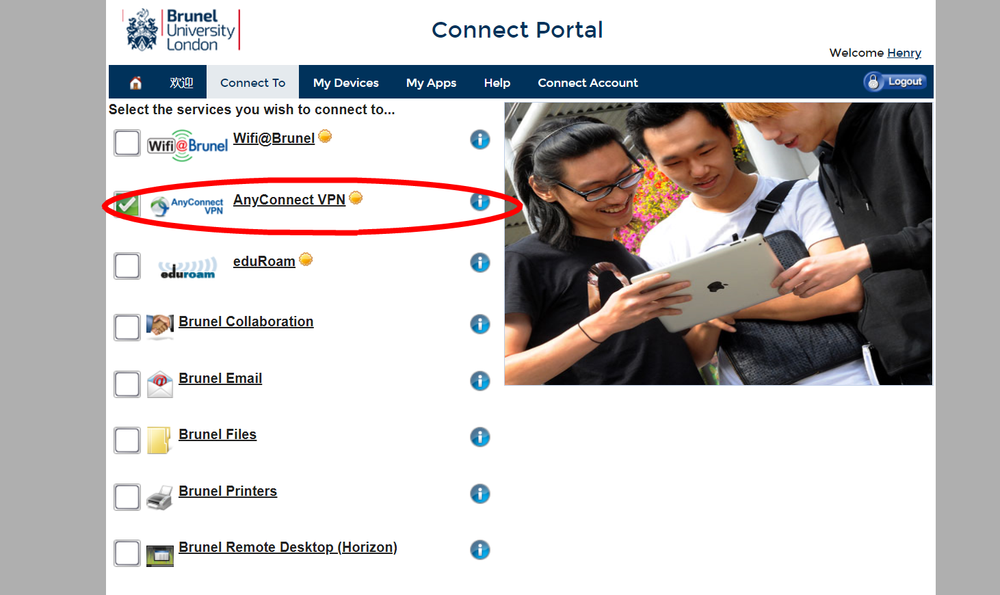 Brunel
University
London
Connect Portal
Welcome Henry
欢迎 Connect To My Devices My Apps Help Connect Account Logout
Select the services you wish to connect to...
Wifi@Brunel Wifi@Brunel
AnyConnect
VPN
AnyConnect VPN
eduroam eduRoam
Brunel Collaboration
Brunel Email
Brunel Files
Brunel Printers
Brunel Remote Desktop (Horizon)